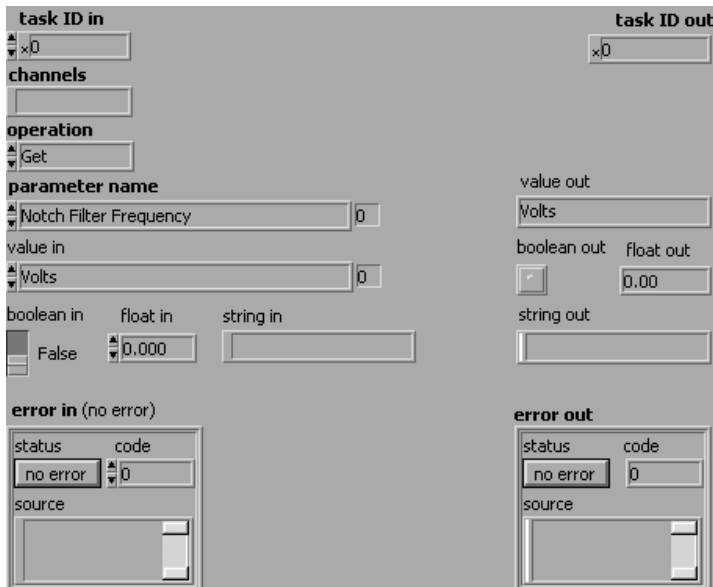 task ID in
task ID out
×0
×0
channels
operation
Get
parameter name
Notch Filter Frequency
0
value out
Volts
value in
Volts
0
boolean out
float out
0.00
boolean in
float in
string in
False
0.000
string out
error in (no error)
error out
status
code
no error
0
source
status
code
no error
0
source